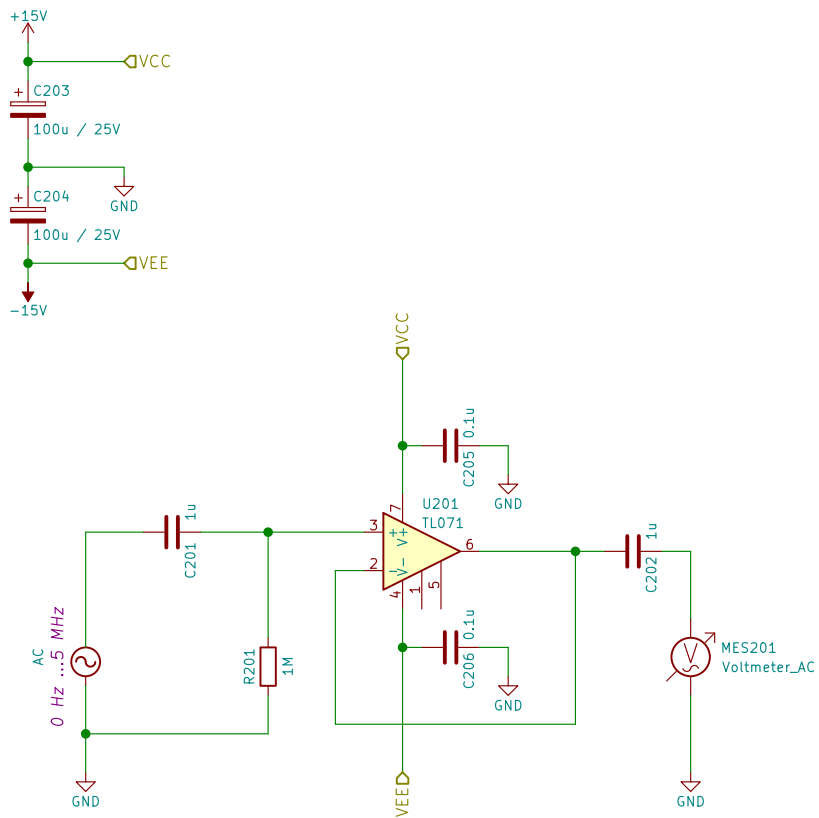 +15V
VCC
+
C203
100u / 25V
GND
+
C204
100u / 25V
VEE
-15V
VCC
0.1u
C205
GND
U201
TL071
7
3
+
V+
6
2
-
V-
4
1
5
1u
C201
1u
C202
0.1u
C206
GND
AC
0 Hz ...5 MHz
R201
1M
V
MES201
Voltmeter_AC
GND
VEE
GND